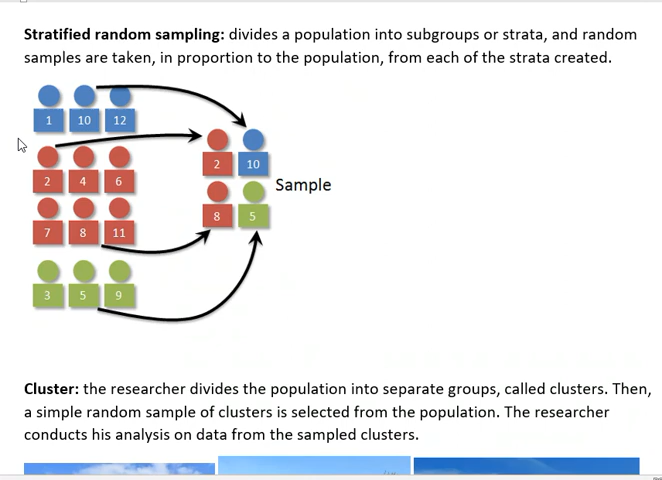 Stratified random sampling: divides a population into subgroups or strata, and random
samples are taken, in proportion to the population, from each of the strata created.
1 10 12
2 4 6
7 8 11
3 5 9
2 10
8 5
Sample
Cluster: the researcher divides the population into separate groups, called clusters. Then,
a simple random sample of clusters is selected from the population. The researcher
conducts his analysis on data from the sampled clusters.